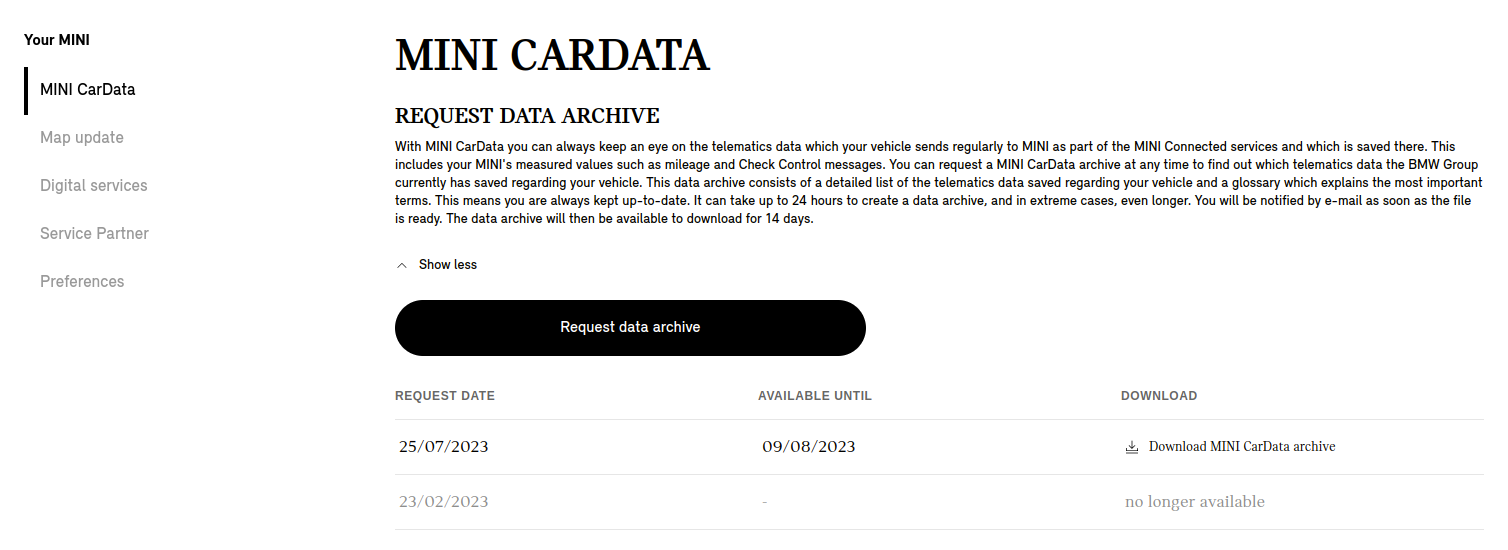 Your MINI
MINI CarData
Map update
Digital services
Service Partner
Preferences
MINI CARDATA
REQUEST DATA ARCHIVE
With MINI CarData you can always keep an eye on the telematics data which your vehicle sends regularly to MINI as part of the MINI Connected services and which is saved there. This
includes your MINI's measured values such as mileage and Check Control messages. You can request a MINI CarData archive at any time to find out which telematics data the BMW Group
currently has saved regarding your vehicle. This data archive consists of a detailed list of the telematics data saved regarding your vehicle and a glossary which explains the most important
terms. This means you are always kept up-to-date. It can take up to 24 hours to create a data archive, and in extreme cases, even longer. You will be notified by e-mail as soon as the file
is ready. The data archive will then be available to download for 14 days.
Show less
Request data archive
REQUEST DATE AVAILABLE UNTIL DOWNLOAD
25/07/2023 09/08/2023 Download MINI CarData archive
23/02/2023 - no longer available